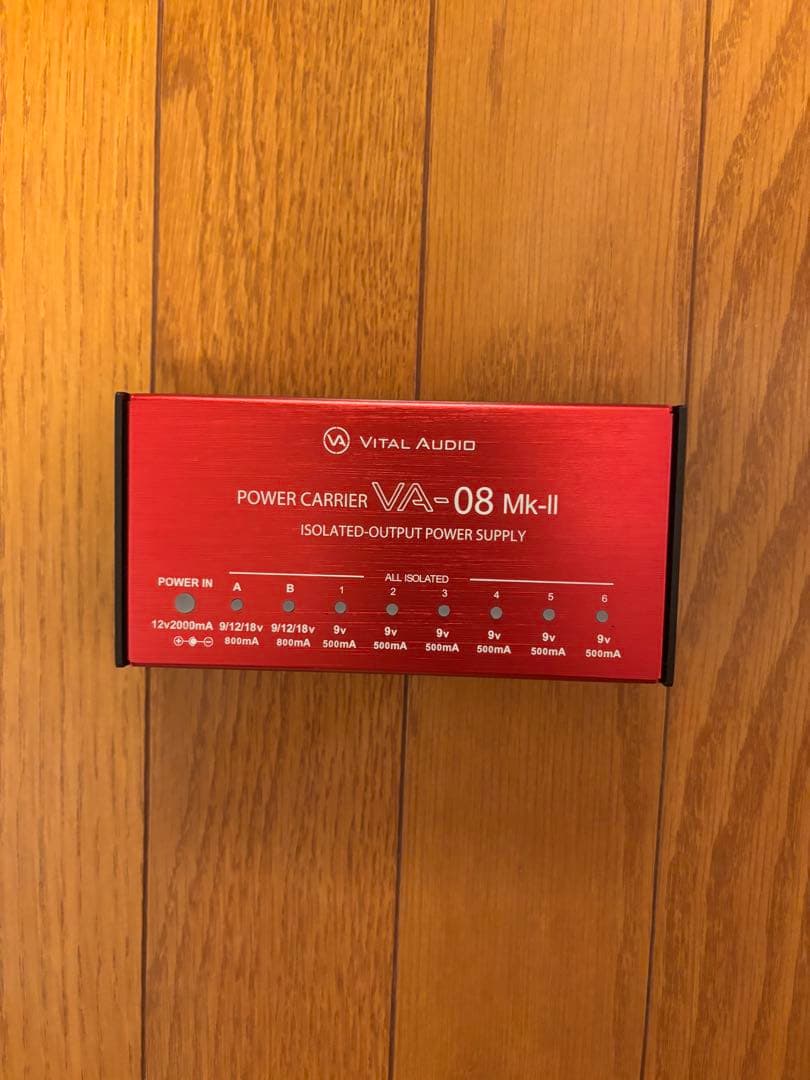 VA VITAL AUDIO
POWER CARRIER VA-08 Mk-II
ISOLATED-OUTPUT POWER SUPPLY
ALL ISOLATED
POWER IN A B 1 2 3 4 5 6
12v2000mA 9/12/18v 9/12/18v 9v 9v 9v 9v 9v 9v
800mA 800mA 500mA 500mA 500mA 500mA 500mA 500mA